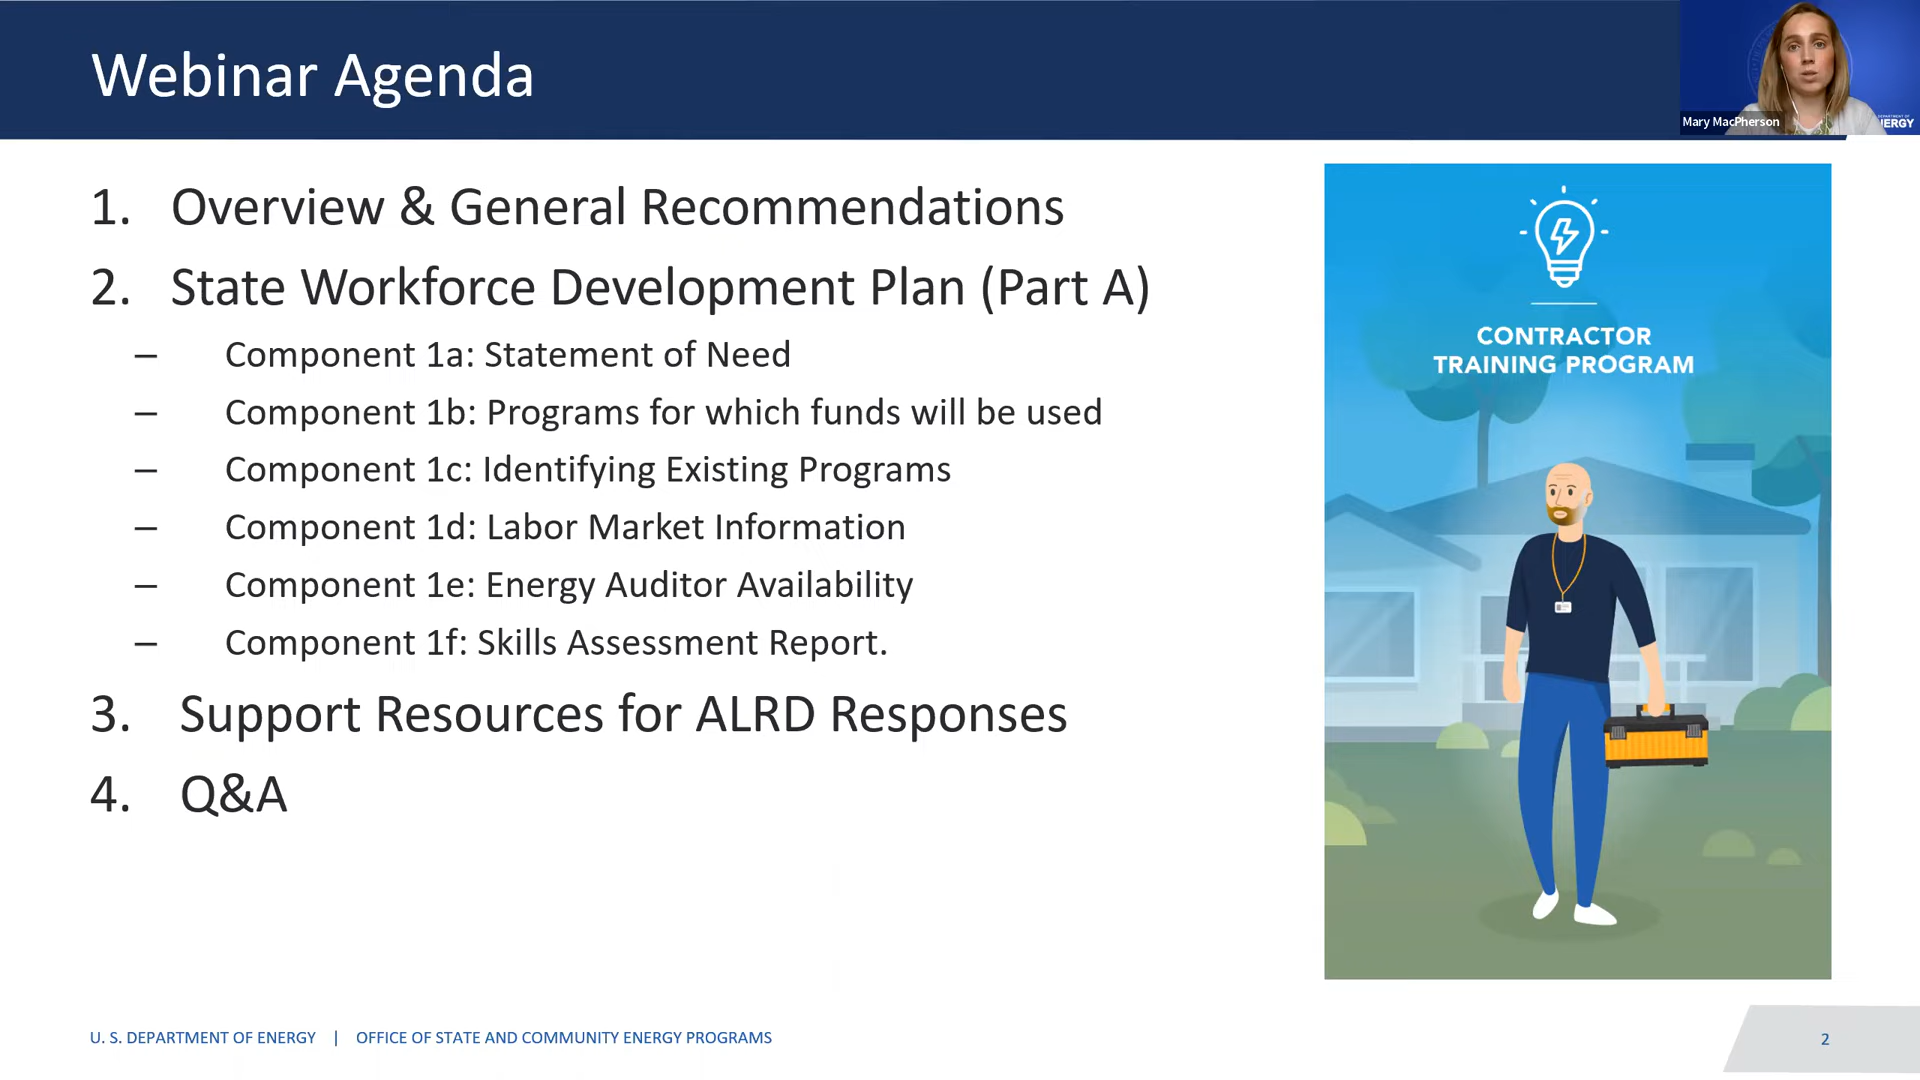 Webinar Agenda
Mary MacPherson
1. Overview & General Recommendations
2. State Workforce Development Plan (Part A)
– Component 1a: Statement of Need
– Component 1b: Programs for which funds will be used
– Component 1c: Identifying Existing Programs
– Component 1d: Labor Market Information
– Component 1e: Energy Auditor Availability
– Component 1f: Skills Assessment Report.
3. Support Resources for ALRD Responses
4. Q&A
CONTRACTOR
TRAINING PROGRAM
U. S. DEPARTMENT OF ENERGY | OFFICE OF STATE AND COMMUNITY ENERGY PROGRAMS
2